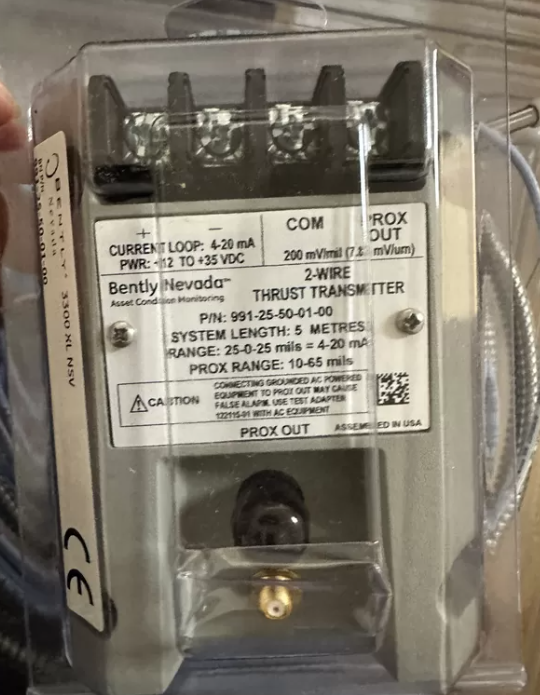 + −
CURRENT LOOP: 4-20 mA
PWR: +12 TO +35 VDC
COM PROX
OUT
200 mV/mil (7.87 mV/um)
Bently Nevada™
Asset Condition Monitoring
2-WIRE
THRUST TRANSMITTER
P/N: 991-25-50-01-00
SYSTEM LENGTH: 5 METRES
RANGE: 25-0-25 mils = 4-20 mA
PROX RANGE: 10-65 mils
CAUTION
CONNECTING GROUNDED AC POWERED
EQUIPMENT TO PROX OUT MAY CAUSE
FALSE ALARM. USE TEST ADAPTER
122115-01 WITH AC EQUIPMENT
PROX OUT
ASSEMBLED IN USA
BENTLY
Nevada
3300 XL NSV
CE